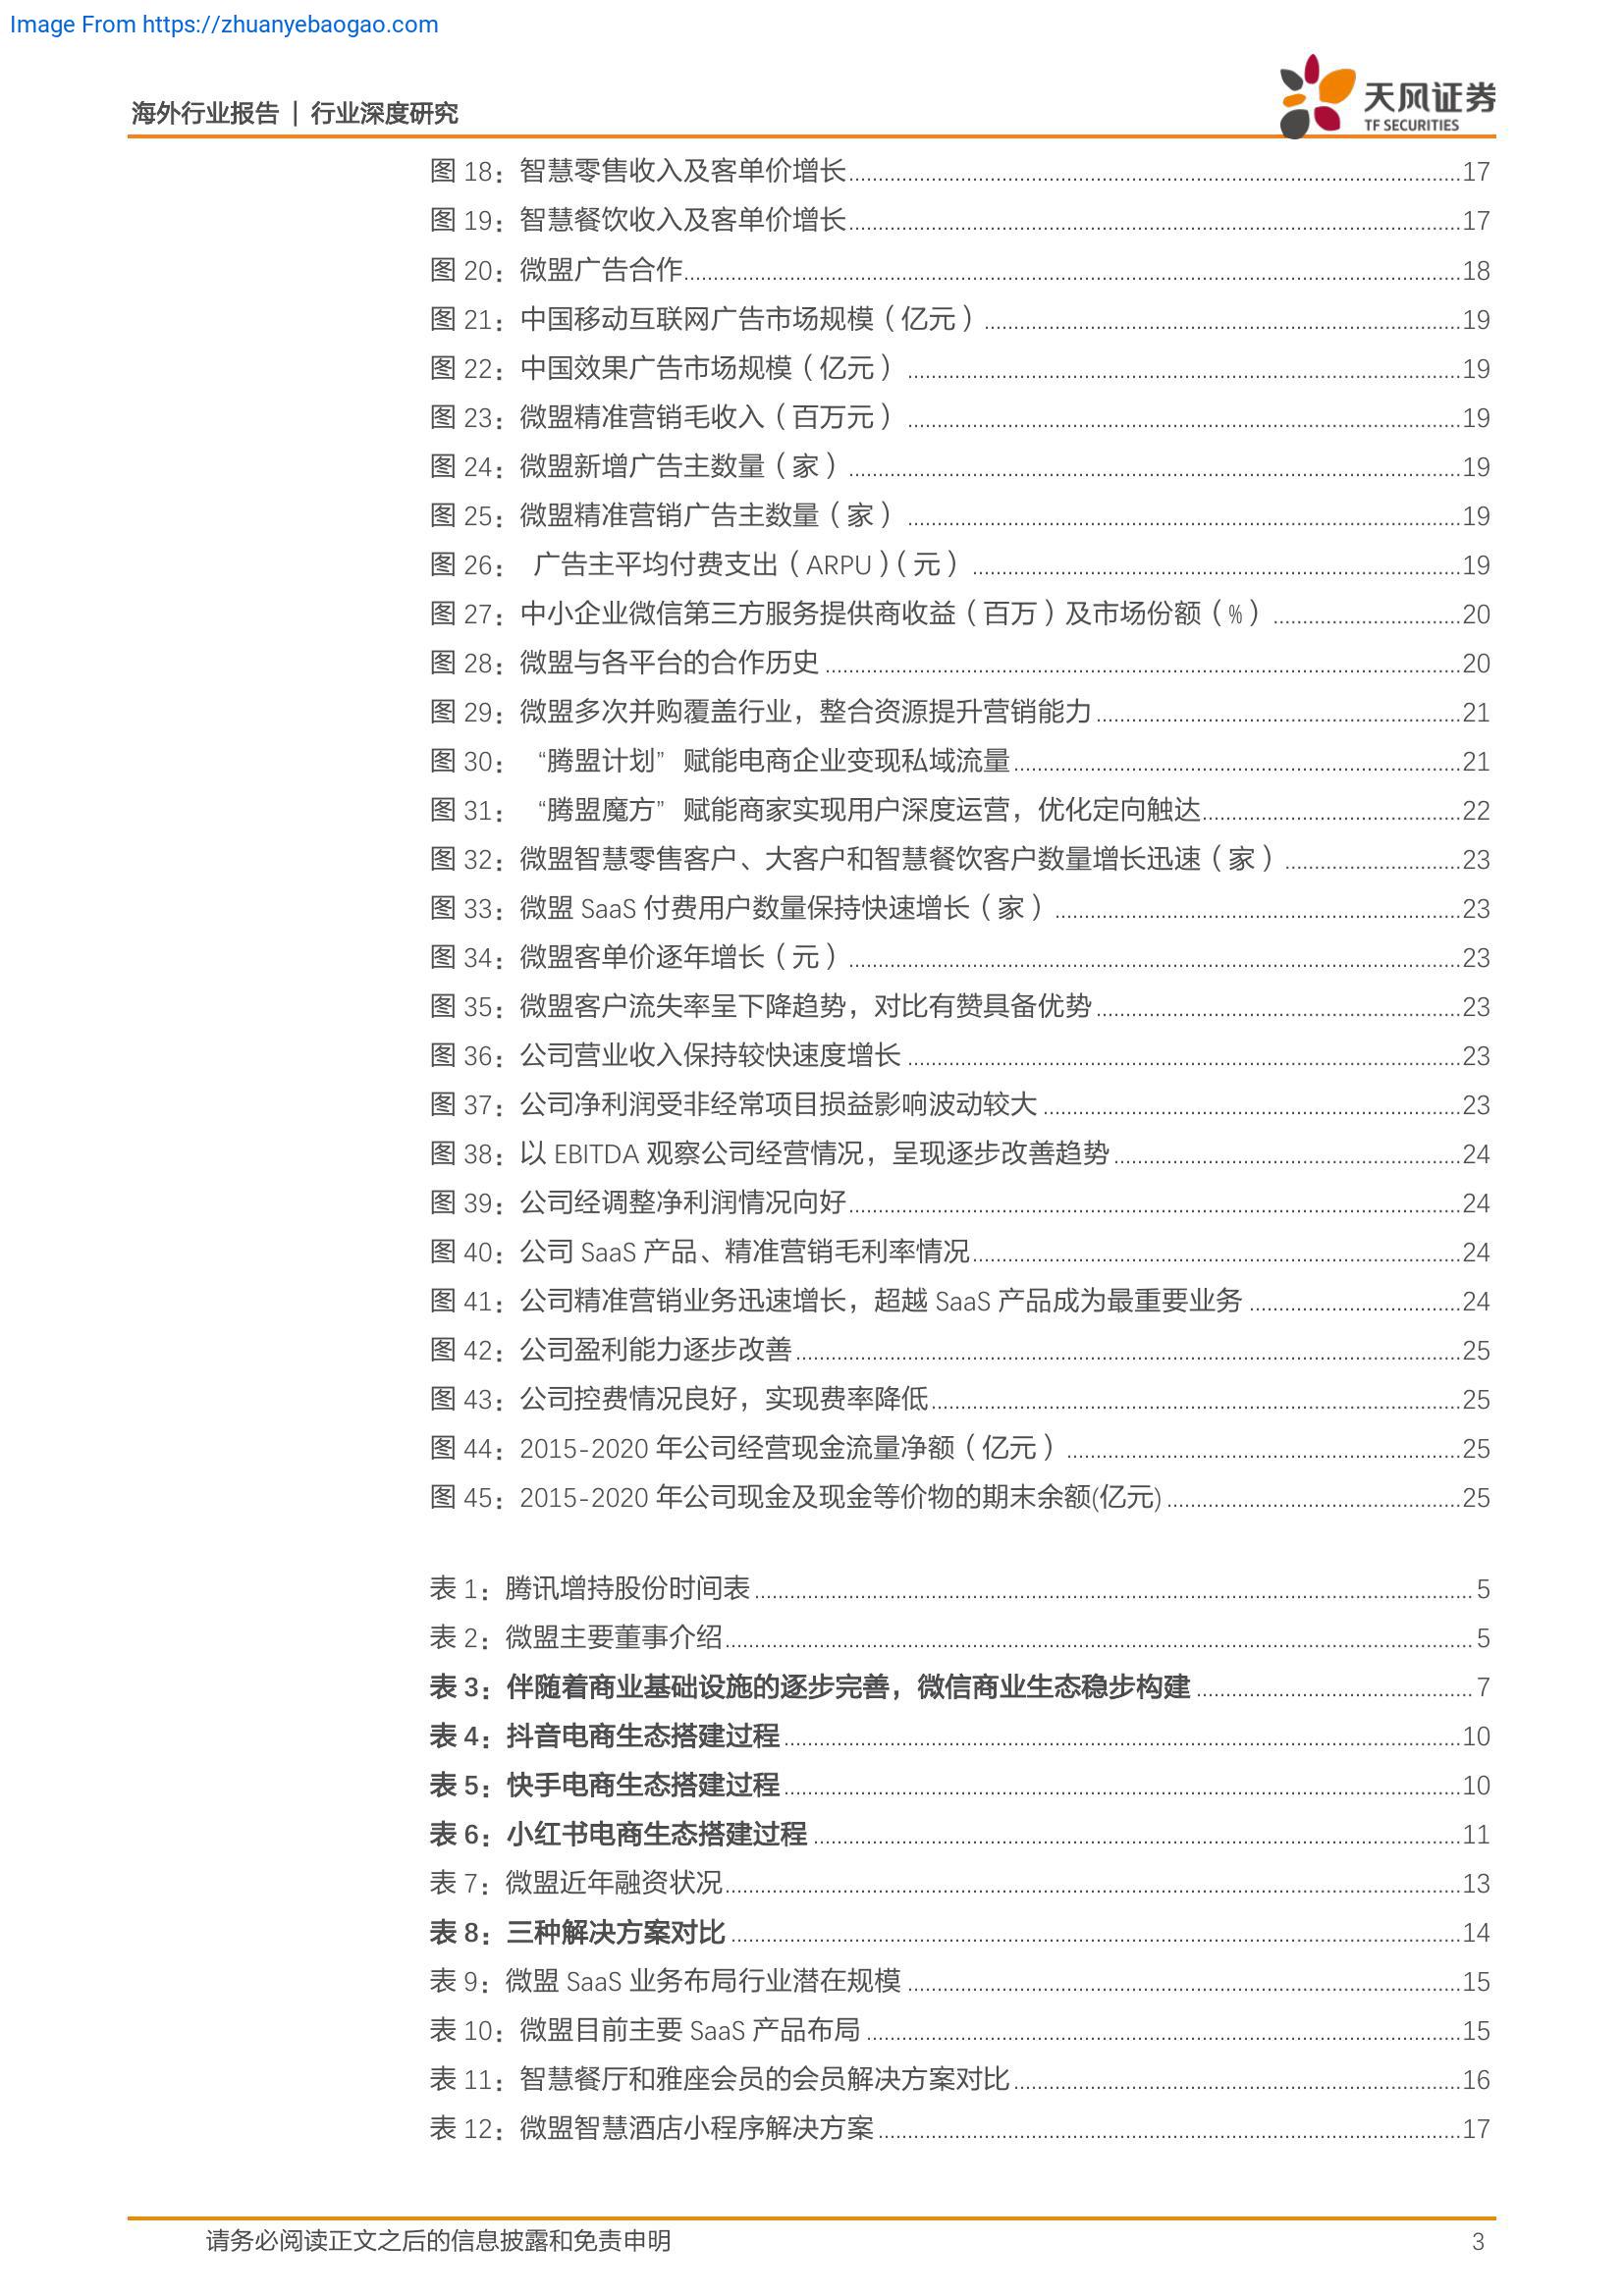 Image From https://zhuanyebaogao.com
海外行业报告 | 行业深度研究
天风证券
TF SECURITIES
图 18：智慧零售收入及客单价增长 17
图 19：智慧餐饮收入及客单价增长 17
图 20：微盟广告合作 18
图 21：中国移动互联网广告市场规模（亿元） 19
图 22：中国效果广告市场规模（亿元） 19
图 23：微盟精准营销毛收入（百万元） 19
图 24：微盟新增广告主数量（家） 19
图 25：微盟精准营销广告主数量（家） 19
图 26： 广告主平均付费支出（ARPU）（元） 19
图 27：中小企业微信第三方服务提供商收益（百万）及市场份额（%） 20
图 28：微盟与各平台的合作历史 20
图 29：微盟多次并购覆盖行业，整合资源提升营销能力 21
图 30：“腾盟计划”赋能电商企业变现私域流量 21
图 31：“腾盟魔方”赋能商家实现用户深度运营，优化定向触达 22
图 32：微盟智慧零售客户、大客户和智慧餐饮客户数量增长迅速（家） 23
图 33：微盟 SaaS 付费用户数量保持快速增长（家） 23
图 34：微盟客单价逐年增长（元） 23
图 35：微盟客户流失率呈下降趋势，对比有赞具备优势 23
图 36：公司营业收入保持较快速度增长 23
图 37：公司净利润受非经常项目损益影响波动较大 23
图 38：以 EBITDA 观察公司经营情况，呈现逐步改善趋势 24
图 39：公司经调整净利润情况向好 24
图 40：公司 SaaS 产品、精准营销毛利率情况 24
图 41：公司精准营销业务迅速增长，超越 SaaS 产品成为最重要业务 24
图 42：公司盈利能力逐步改善 25
图 43：公司控费情况良好，实现费率降低 25
图 44：2015-2020 年公司经营现金流量净额（亿元） 25
图 45：2015-2020 年公司现金及现金等价物的期末余额(亿元) 25
表 1：腾讯增持股份时间表 5
表 2：微盟主要董事介绍 5
表 3：伴随着商业基础设施的逐步完善，微信商业生态稳步构建 7
表 4：抖音电商生态搭建过程 10
表 5：快手电商生态搭建过程 10
表 6：小红书电商生态搭建过程 11
表 7：微盟近年融资状况 13
表 8：三种解决方案对比 14
表 9：微盟 SaaS 业务布局行业潜在规模 15
表 10：微盟目前主要 SaaS 产品布局 15
表 11：智慧餐厅和雅座会员的会员解决方案对比 16
表 12：微盟智慧酒店小程序解决方案 17
请务必阅读正文之后的信息披露和免责申明 3